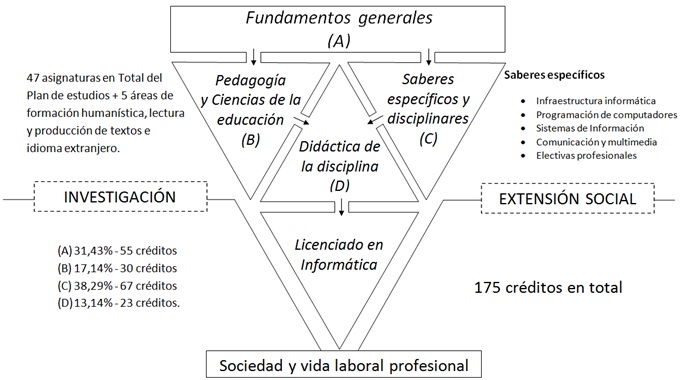 Fundamentos generales
(A)
47 asignaturas en Total del
Plan de estudios + 5 áreas de
formación humanística, lectura
y producción de textos e
idioma extranjero.
Pedagogía
y Ciencias de la
educación
(B)
Saberes
específicos y
disciplinares
(C)
Didáctica de
la disciplina
(D)
Saberes específicos
• Infraestructura informática
• Programación de computadores
• Sistemas de Información
• Comunicación y multimedia
• Electivas profesionales
INVESTIGACIÓN
EXTENSIÓN SOCIAL
Licenciado en
Informática
(A) 31,43% - 55 créditos
(B) 17,14% - 30 créditos
(C) 38,29% - 67 créditos
(D) 13,14% - 23 créditos.
175 créditos en total
Sociedad y vida laboral profesional